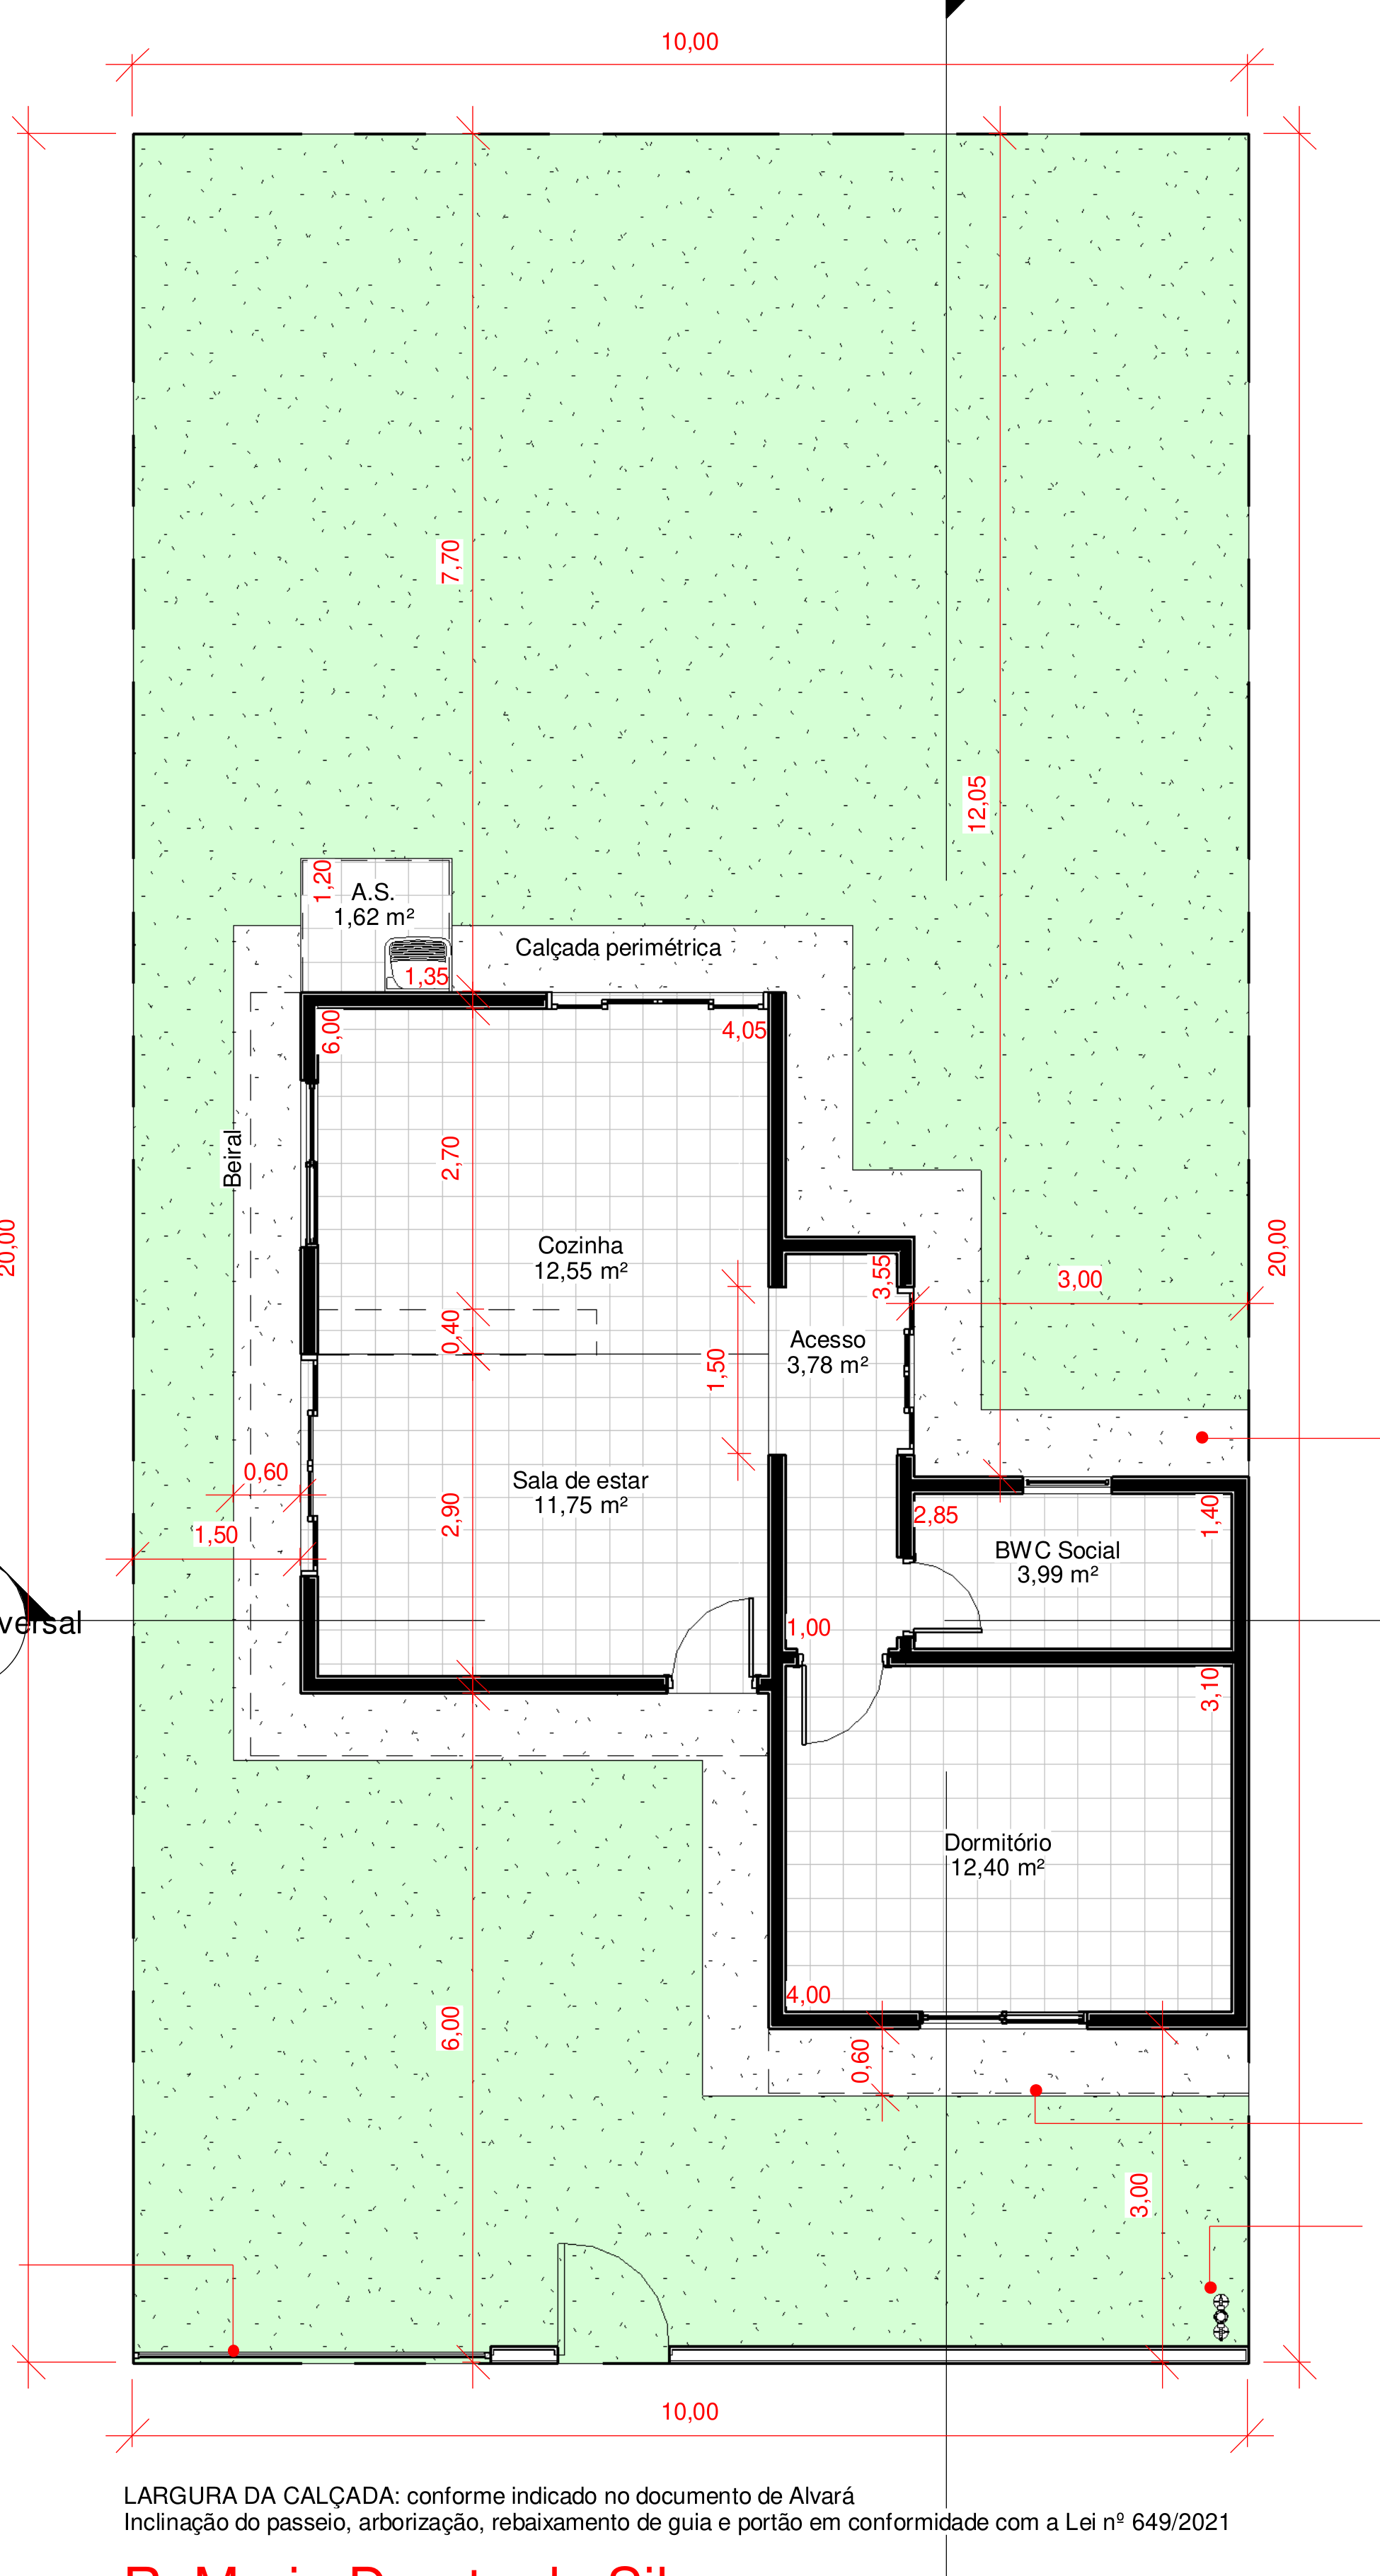 10,00
7,70
12,05
1,20
A.S.
1,62 m²
1,35
Calçada perimétrica
6,00
4,05
Beiral
2,70
Cozinha
12,55 m²
20,00
20,00
3,55
3,00
0,40
Acesso
3,78 m²
1,50
0,60
Sala de estar
11,75 m²
2,90
1,50
2,85
1,40
BWC Social
3,99 m²
versal
1,00
3,10
Dormitório
12,40 m²
4,00
6,00
0,60
3,00
10,00
LARGURA DA CALÇADA: conforme indicado no documento de Alvará
Inclinação do passeio, arborização, rebaixamento de guia e portão em conformidade com a Lei nº 649/2021